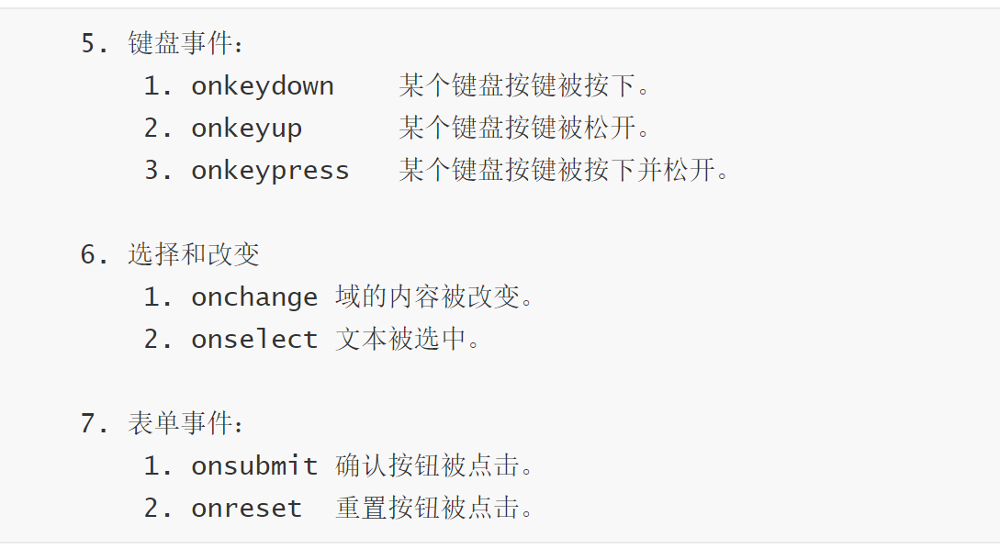 5. 键盘事件：
1. onkeydown 某个键盘按键被按下。
2. onkeyup 某个键盘按键被松开。
3. onkeypress 某个键盘按键被按下并松开。
6. 选择和改变
1. onchange 域的内容被改变。
2. onselect 文本被选中。
7. 表单事件：
1. onsubmit 确认按钮被点击。
2. onreset 重置按钮被点击。